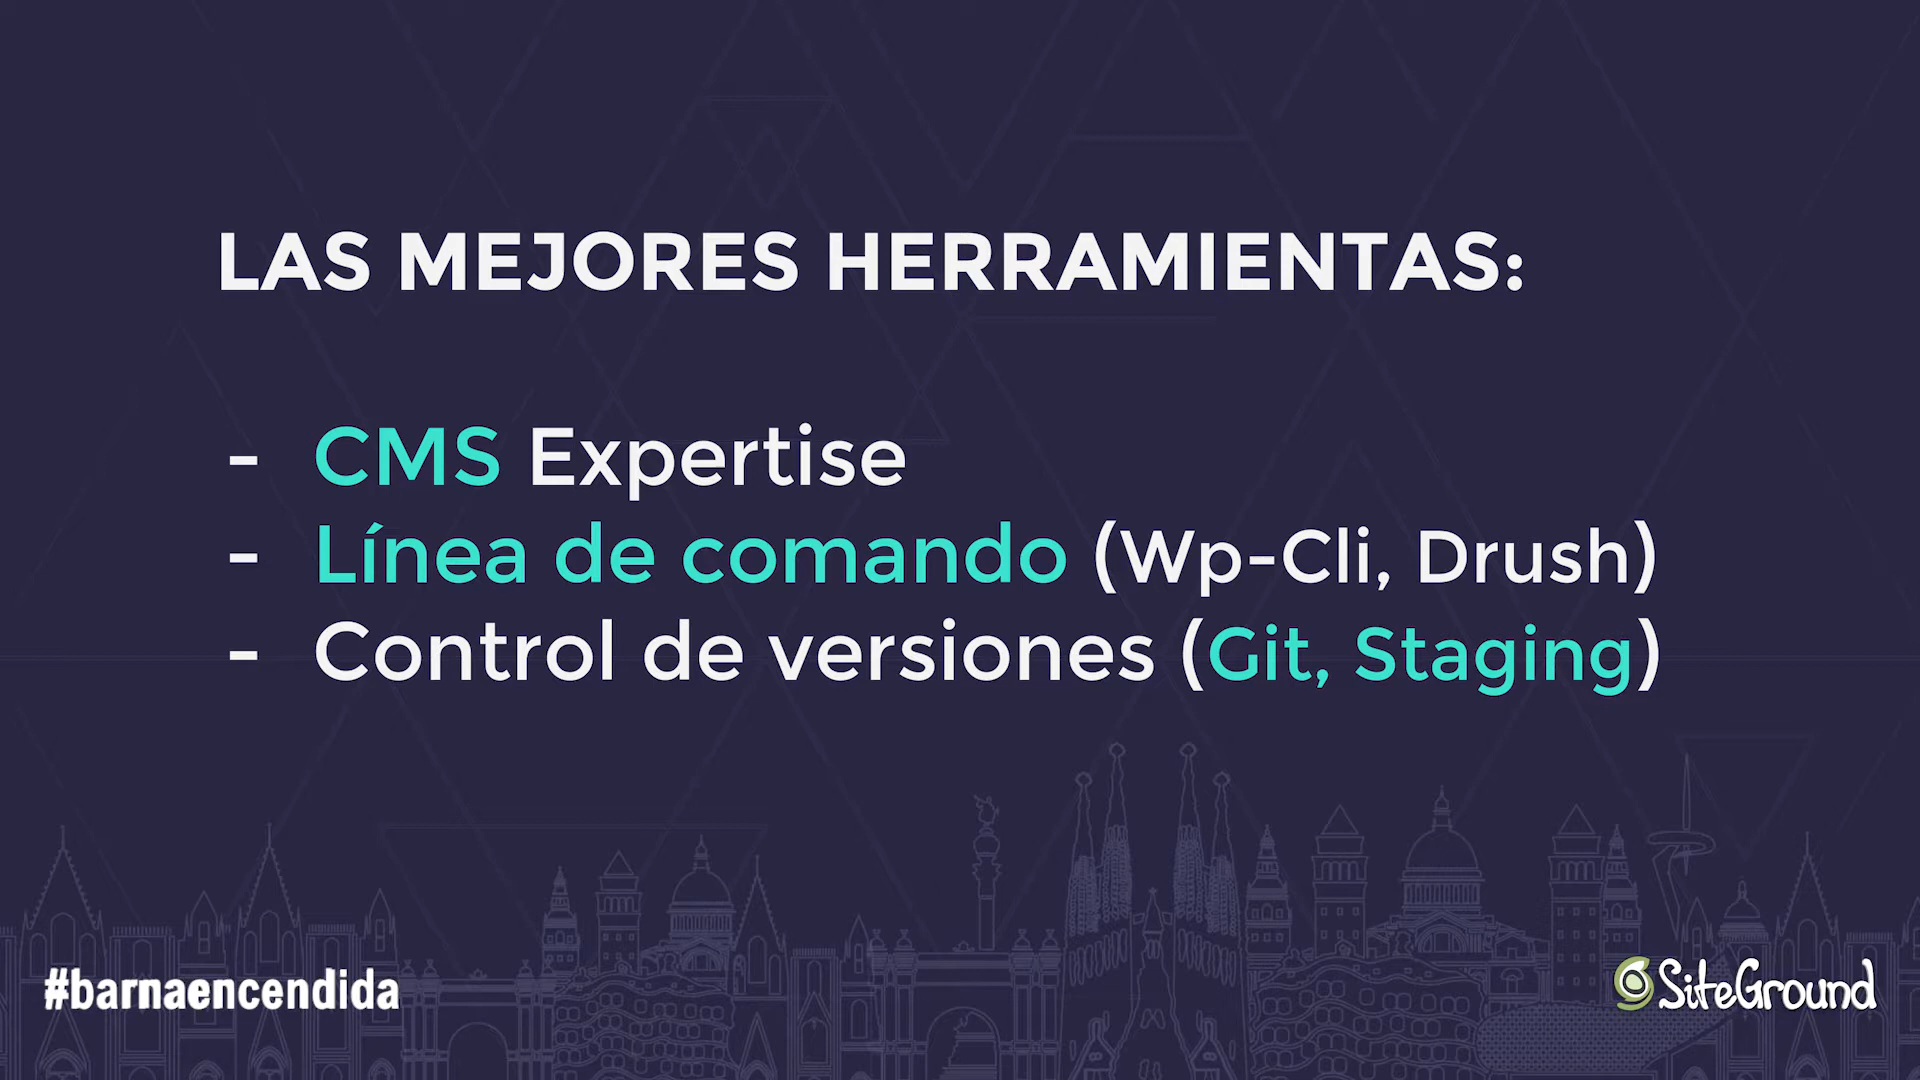 LAS MEJORES HERRAMIENTAS:
- CMS Expertise
- Línea de comando (Wp-Cli, Drush)
- Control de versiones (Git, Staging)
#barnaencendida
SiteGround